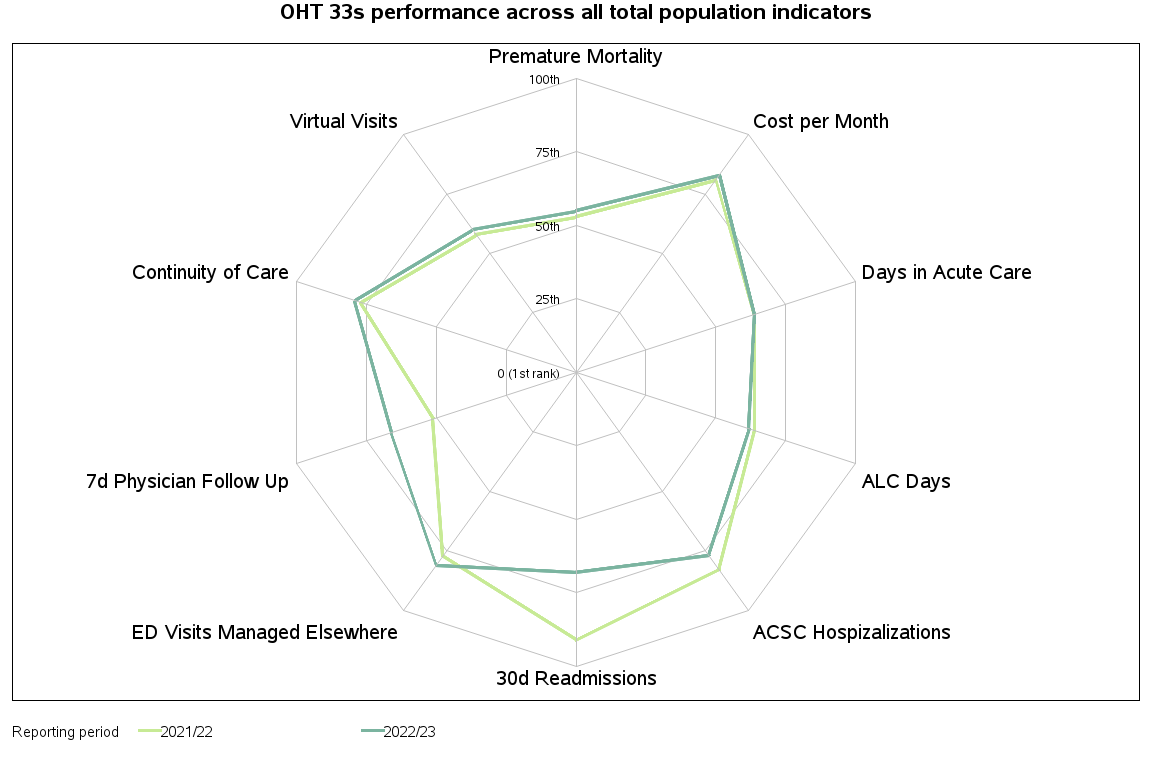 OHT 33s performance across all total population indicators
Premature Mortality
100th
Virtual Visits
Cost per Month
75th
50th
Continuity of Care
Days in Acute Care
25th
0 (1st rank)
7d Physician Follow Up
ALC Days
ED Visits Managed Elsewhere
ACSC Hospizalizations
30d Readmissions
Reporting period 2021/22 2022/23